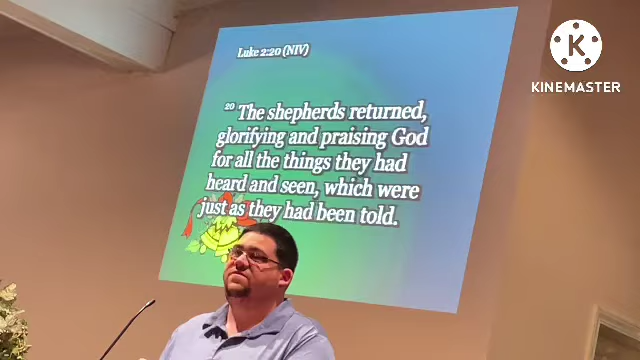 Luke 2:20 (NIV)
20 The shepherds returned,
glorifying and praising God
for all the things they had
heard and seen, which were
just as they had been told.
K
KINEMASTER